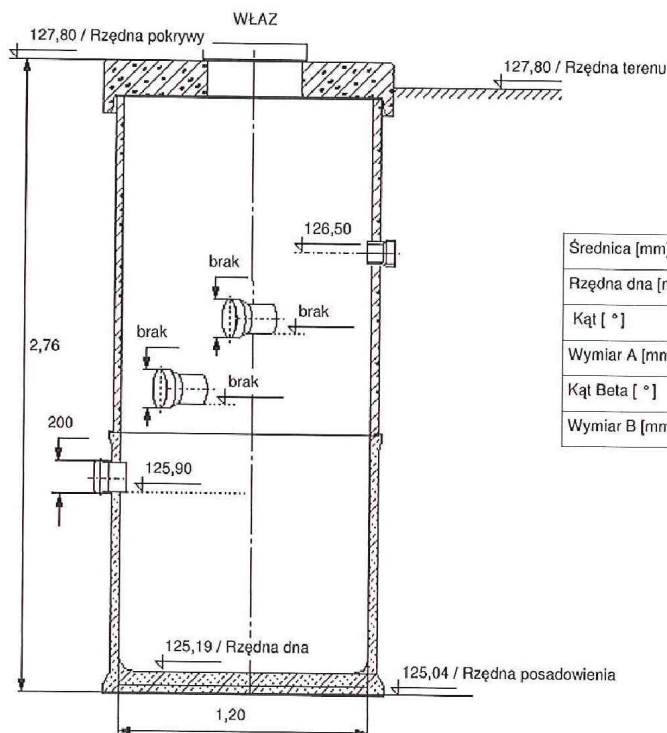 WŁAZ
127,80 / Rzędna pokrywy
127,80 / Rzędna terenu
126,50
brak
brak
brak
brak
2,76
200
125,90
125,19 / Rzędna dna
125,04 / Rzędna posadowienia
1,20
Średnica [mm]
Rzędna dna [
Kąt [ ° ]
Wymiar A [mm
Kąt Beta [ ° ]
Wymiar B [mm